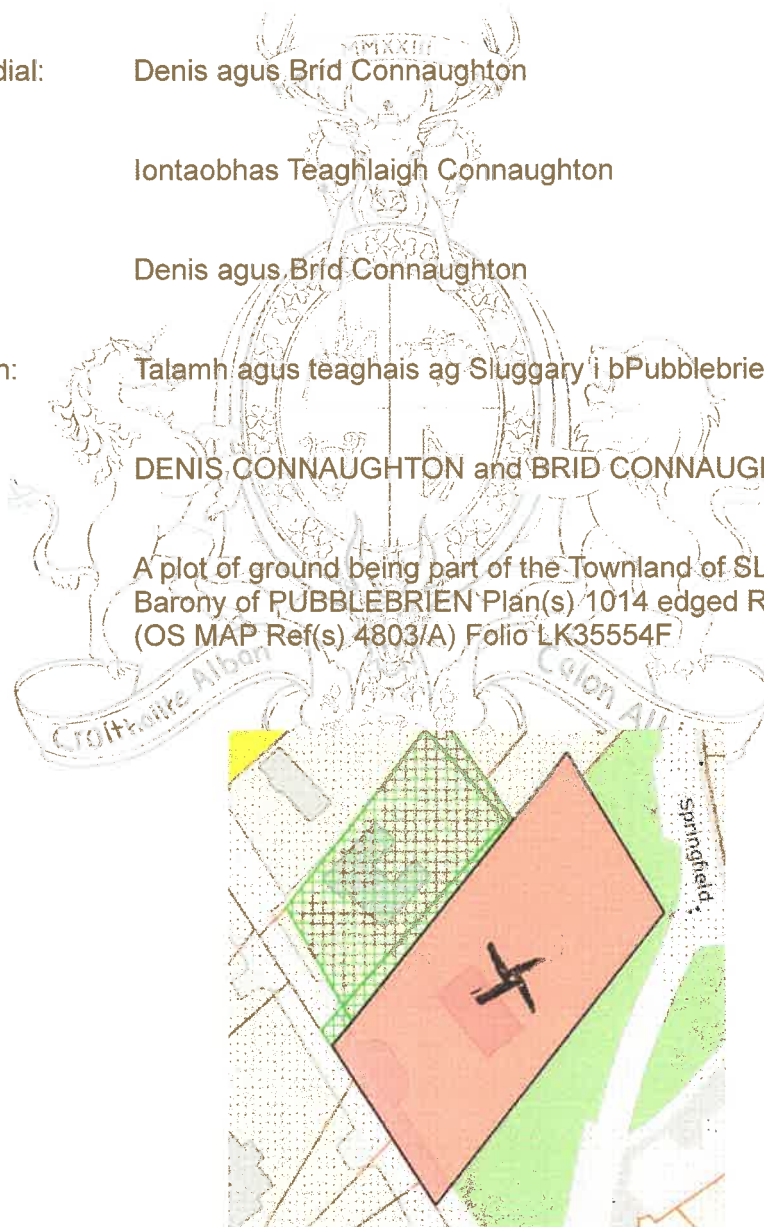 MMXXIII
dial: Denis agus Bríd Connaughton
Iontaobhas Teaghlaigh Connaughton
Denis agus Bríd Connaughton
n: Talamh agus teaghais ag Sluggary i bPubblebrie
DENIS CONNAUGHTON and BRID CONNAUGH
A plot of ground being part of the Townland of SL
Barony of PUBBLEBRIEN Plan(s) 1014 edged R
(OS MAP Ref(s) 4803/A) Folio LK35554F
Alban
Calon
Springfield